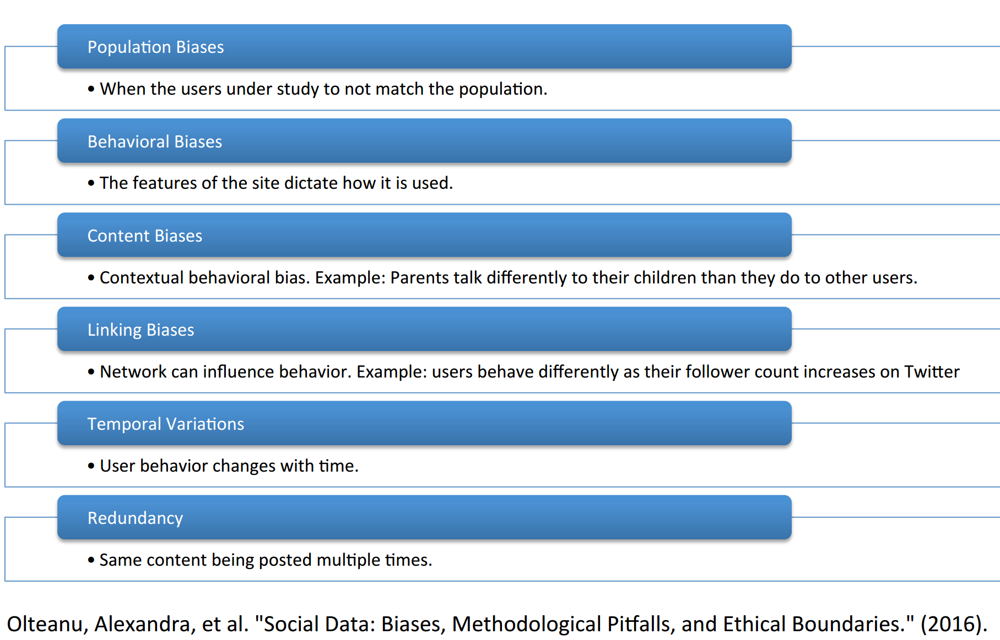 Population Biases
• When the users under study to not match the population.
Behavioral Biases
• The features of the site dictate how it is used.
Content Biases
• Contextual behavioral bias. Example: Parents talk differently to their children than they do to other users.
Linking Biases
• Network can influence behavior. Example: users behave differently as their follower count increases on Twitter
Temporal Variations
• User behavior changes with time.
Redundancy
• Same content being posted multiple times.
Olteanu, Alexandra, et al. "Social Data: Biases, Methodological Pitfalls, and Ethical Boundaries." (2016).